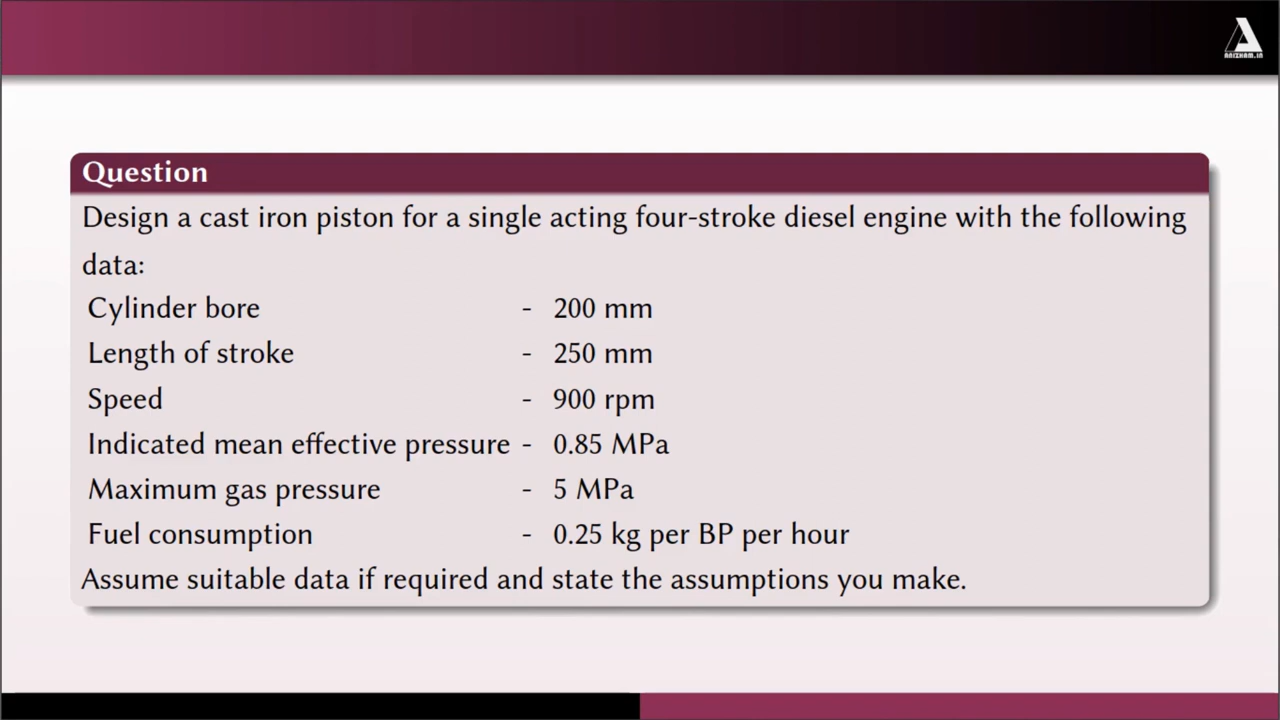 ARIZHAM.IN
Question
Design a cast iron piston for a single acting four-stroke diesel engine with the following
data:
Cylinder bore - 200 mm
Length of stroke - 250 mm
Speed - 900 rpm
Indicated mean effective pressure - 0.85 MPa
Maximum gas pressure - 5 MPa
Fuel consumption - 0.25 kg per BP per hour
Assume suitable data if required and state the assumptions you make.